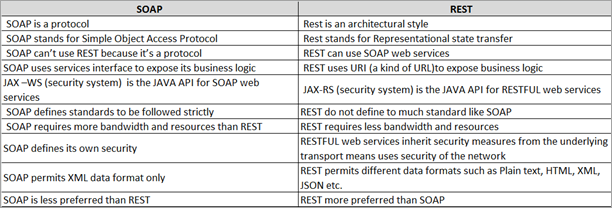 SOAP REST
SOAP is a protocol Rest is an architectural style
SOAP stands for Simple Object Access Protocol Rest stands for Representational state transfer
SOAP can't use REST because it's a protocol REST can use SOAP web services
SOAP uses services interface to expose its business logic REST uses URI (a kind of URL)to expose business logic
JAX –WS (security system) is the JAVA API for SOAP web
services
JAX-RS (security system) is the JAVA API for RESTFUL web services
SOAP defines standards to be followed strictly REST do not define to much standard like SOAP
SOAP requires more bandwidth and resources than REST REST requires less bandwidth and resources
SOAP defines its own security
RESTFUL web services inherit security measures from the underlying
transport means uses security of the network
SOAP permits XML data format only
REST permits different data formats such as Plain text, HTML, XML,
JSON etc.
SOAP is less preferred than REST REST more preferred than SOAP